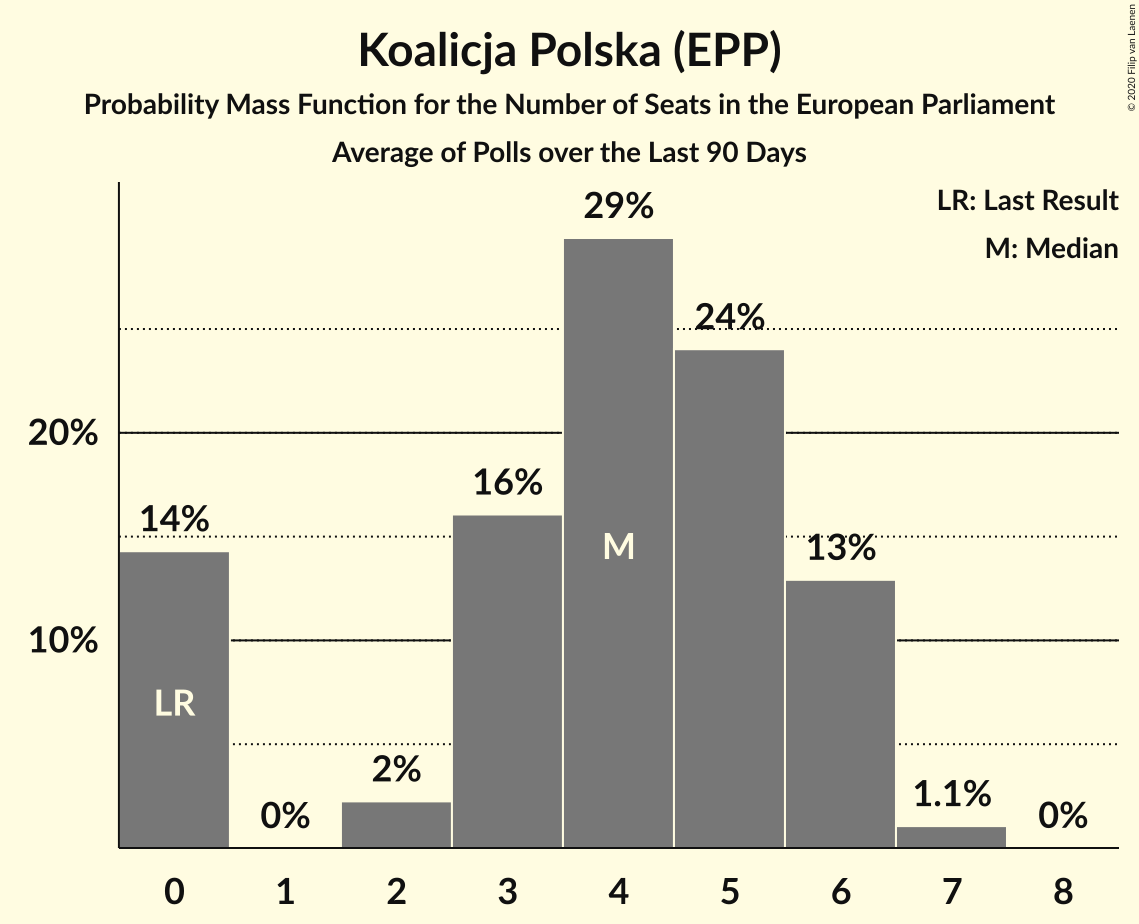 Koalicja Polska (EPP)
Probability Mass Function for the Number of Seats in the European Parliament
Average of Polls over the Last 90 Days
© 2020 Filip van Laenen
LR: Last Result
M: Median
29%
24%
20%
16%
14%
13%
M
10%
LR
2%
1.1%
0%
0%
0 1 2 3 4 5 6 7 8